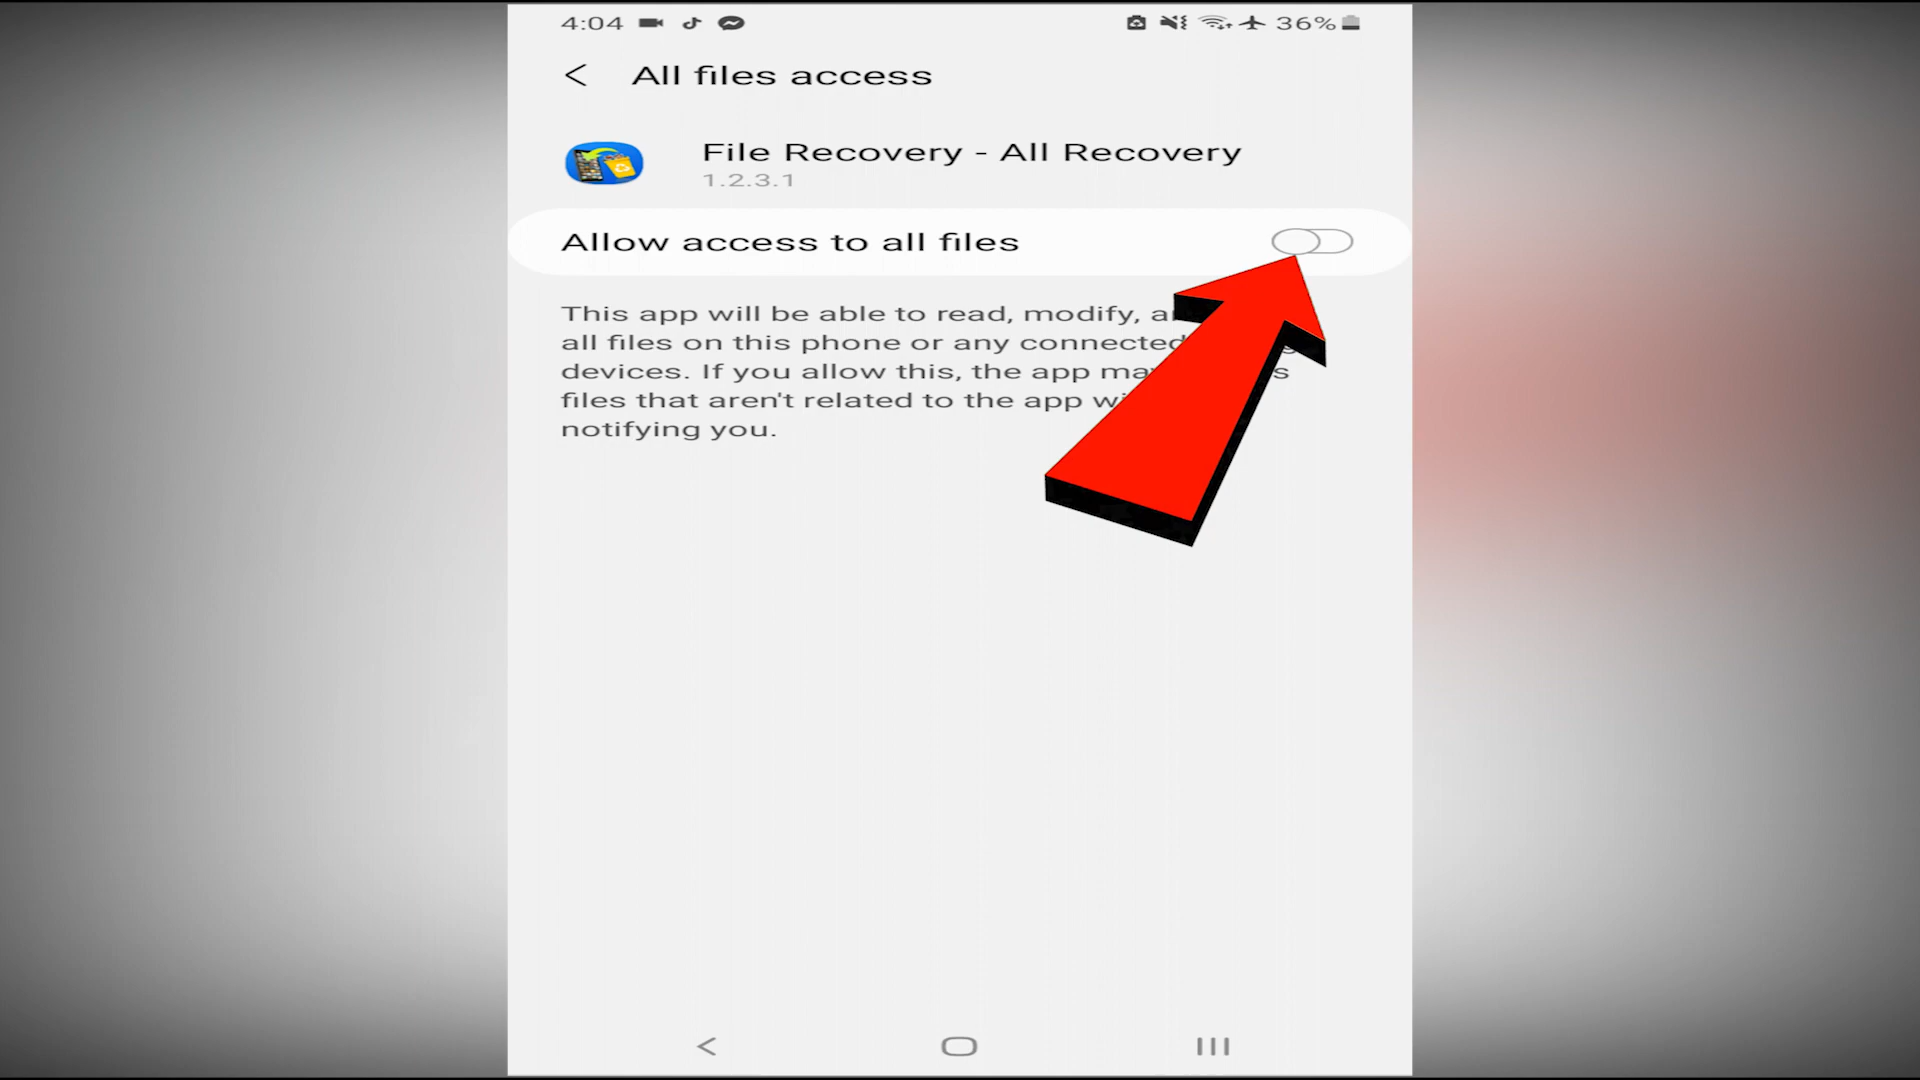 4:04
36%
All files access
File Recovery - All Recovery
1.2.3.1
Allow access to all files
This app will be able to read, modify,
all files on this phone or any connected
devices. If you allow this, the app
files that aren't related to the app
notifying you.